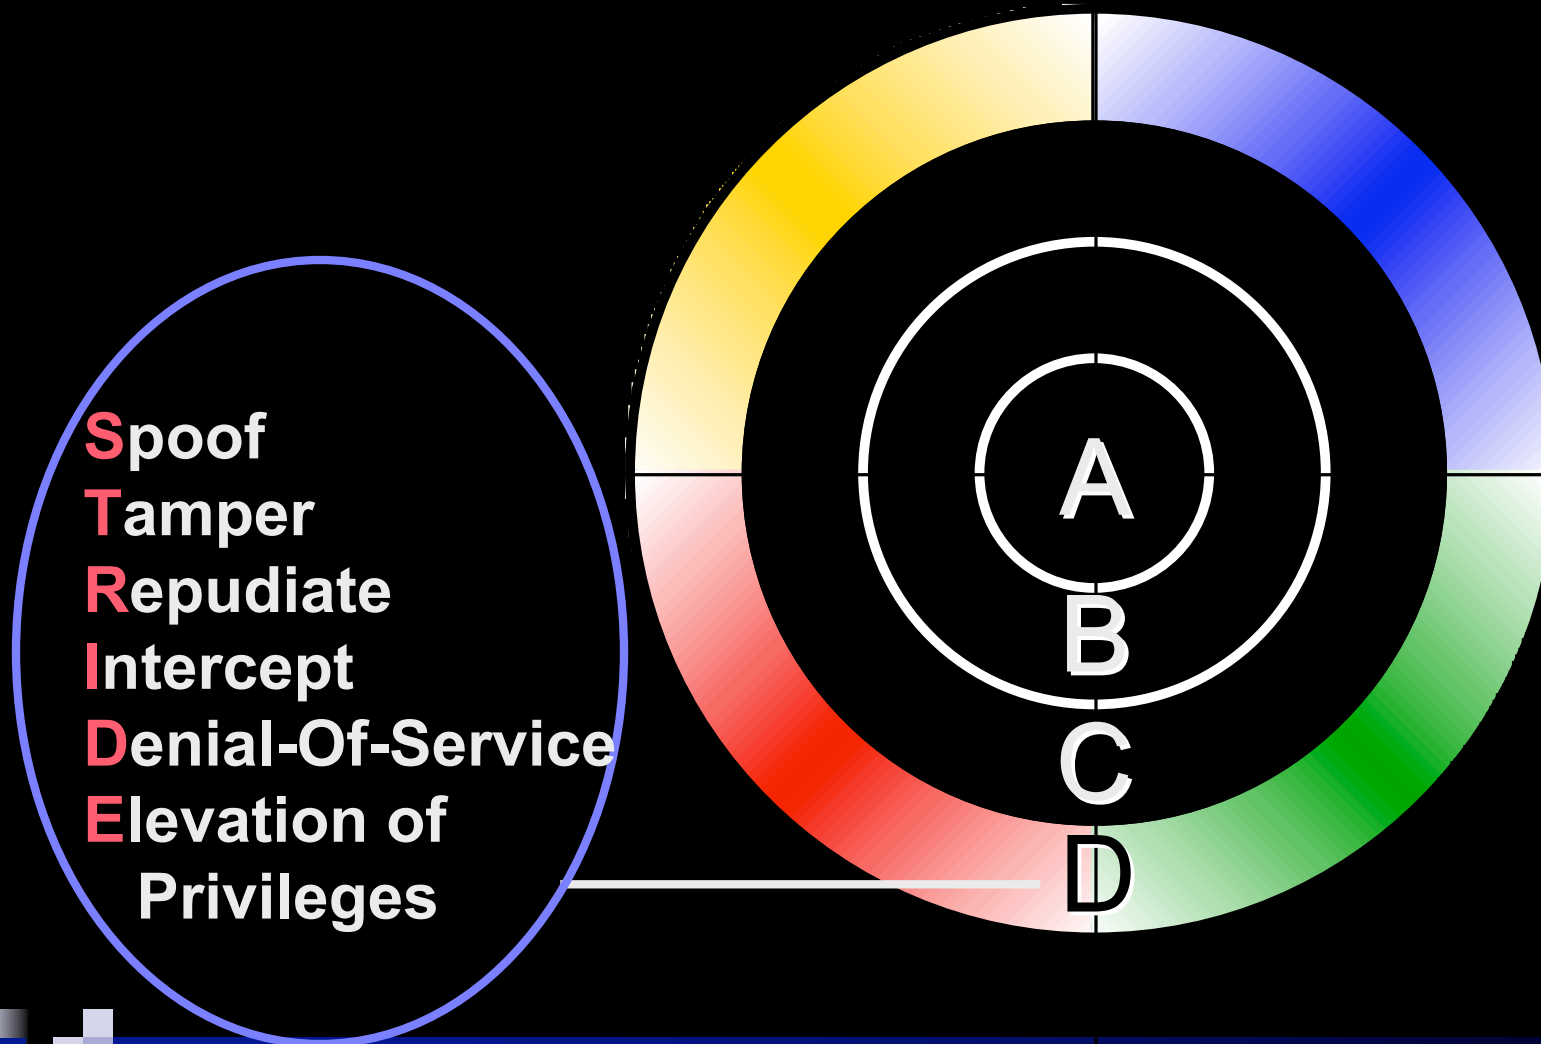 Spoof
Tamper
Repudiate
Intercept
Denial-Of-Service
Elevation of
Privileges
A
B
C
D